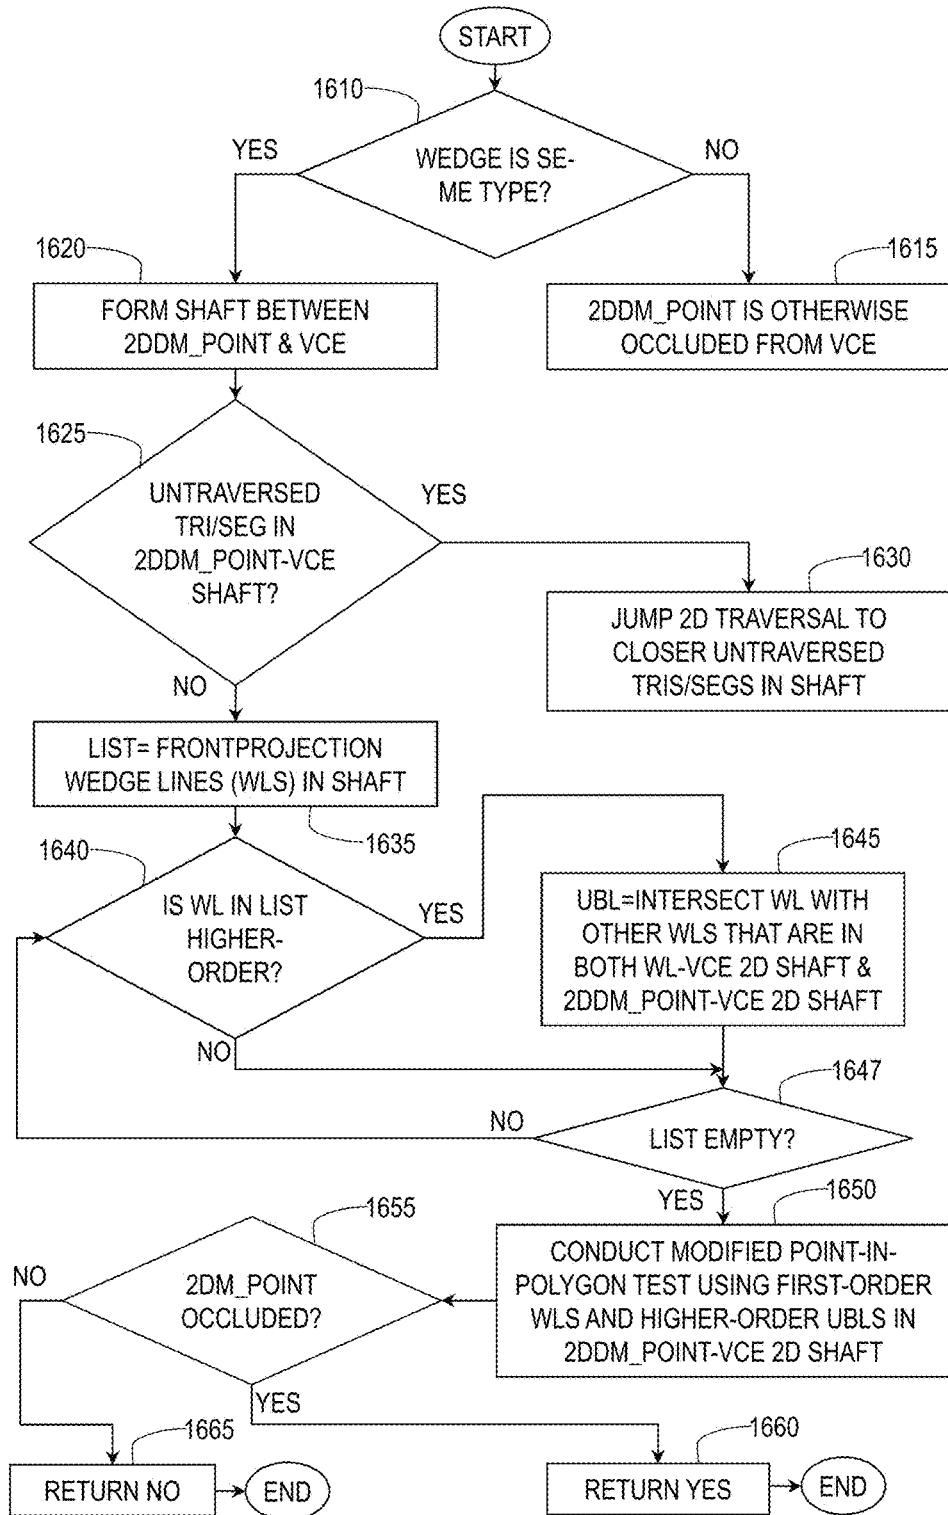 START
1610
YES
NO
WEDGE IS SE-
ME TYPE?
1620
1615
FORM SHAFT BETWEEN
2DDM_POINT & VCE
2DDM_POINT IS OTHERWISE
OCCLUDED FROM VCE
1625
UNTRAVERSED
TRI/SEG IN
2DDM_POINT-VCE
SHAFT?
YES
NO
1630
JUMP 2D TRAVERSAL TO
CLOSER UNTRAVERSED
TRIS/SEGS IN SHAFT
LIST= FRONTPROJECTION
WEDGE LINES (WLS) IN SHAFT
1635
1640
IS WL IN LIST
HIGHER-
ORDER?
YES
NO
1645
UBL=INTERSECT WL WITH
OTHER WLS THAT ARE IN
BOTH WL-VCE 2D SHAFT &
2DDM_POINT-VCE 2D SHAFT
1647
NO
LIST EMPTY?
YES
1650
CONDUCT MODIFIED POINT-IN-
POLYGON TEST USING FIRST-ORDER
WLS AND HIGHER-ORDER UBLS IN
2DDM_POINT-VCE 2D SHAFT
1655
NO
2DM_POINT
OCCLUDED?
YES
1665
RETURN NO
END
1660
RETURN YES
END